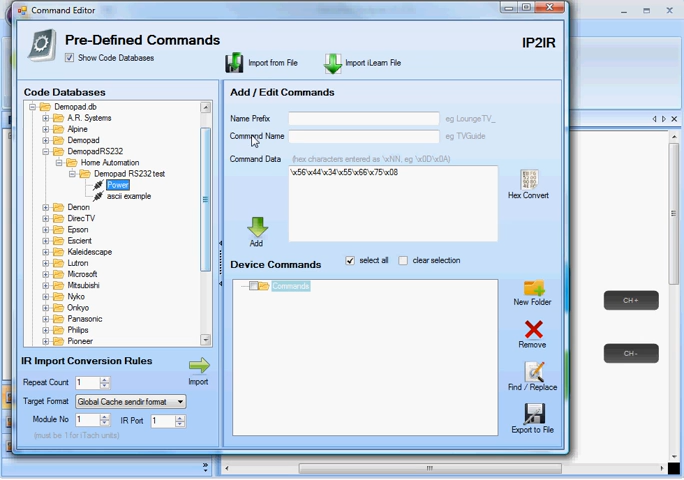 Command Editor
Pre-Defined Commands
Show Code Databases
Import from File
Import iLearn File
IP2IR
Code Databases
Demopad.db
A.R. Systems
Alpine
Demopad
DemopadRS232
Home Automation
Demopad RS232 test
Power
ascii example
Denon
DirecTV
Epson
Escient
Kaleidescape
Lutron
Microsoft
Mitsubishi
Nyko
Onkyo
Panasonic
Philips
Pioneer
IR Import Conversion Rules
Repeat Count 1
Import
Target Format Global Cache sendir format
Module No 1 IR Port 1
(must be 1 for iTach units)
Add / Edit Commands
Name Prefix eg LoungeTV_
Command Name eg TVGuide
Command Data (hex characters entered as \xNN, eg \x0D\x0A)
\x56\x44\x34\x55\x66\x75\x08
Hex Convert
Add
Device Commands select all clear selection
Commands
New Folder
Remove
Find / Replace
Export to File
CH+
CH-